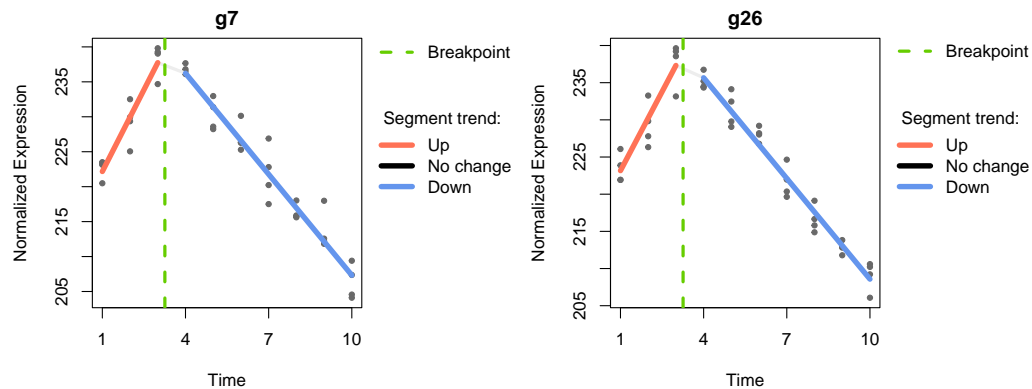 g7
Normalized Expression
235
225
215
205
1
4
7
10
Time
Breakpoint
Segment trend:
Up
No change
Down
g26
Normalized Expression
235
225
215
205
1
4
7
10
Time
Breakpoint
Segment trend:
Up
No change
Down